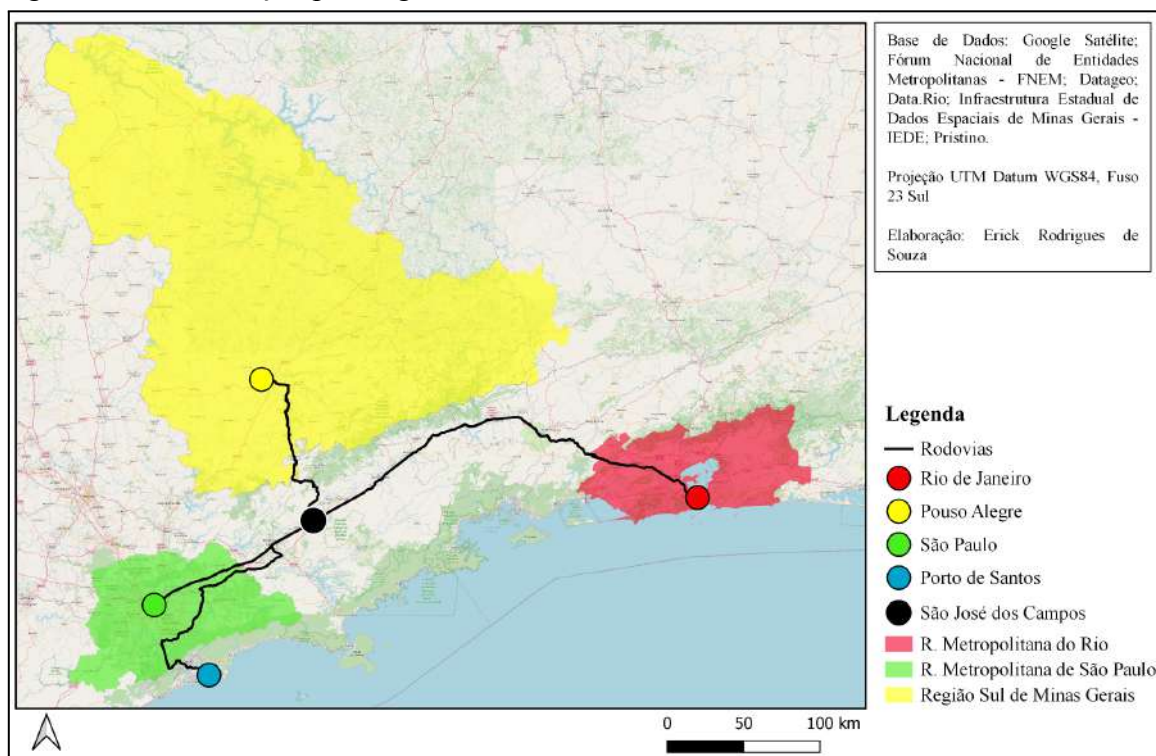 Base de Dados: Google Satélite;
Fórum Nacional de Entidades
Metropolitanas - FNEM; Datageo;
Data.Rio; Infraestrutura Estadual de
Dados Espaciais de Minas Gerais -
IEDE; Pristino.
Projeção UTM Datum WGS84, Fuso
23 Sul
Elaboração: Erick Rodrigues de
Souza
Legenda
Rodovias
Rio de Janeiro
Pouso Alegre
São Paulo
Porto de Santos
São José dos Campos
R. Metropolitana do Rio
R. Metropolitana de São Paulo
Região Sul de Minas Gerais
0 50 100 km